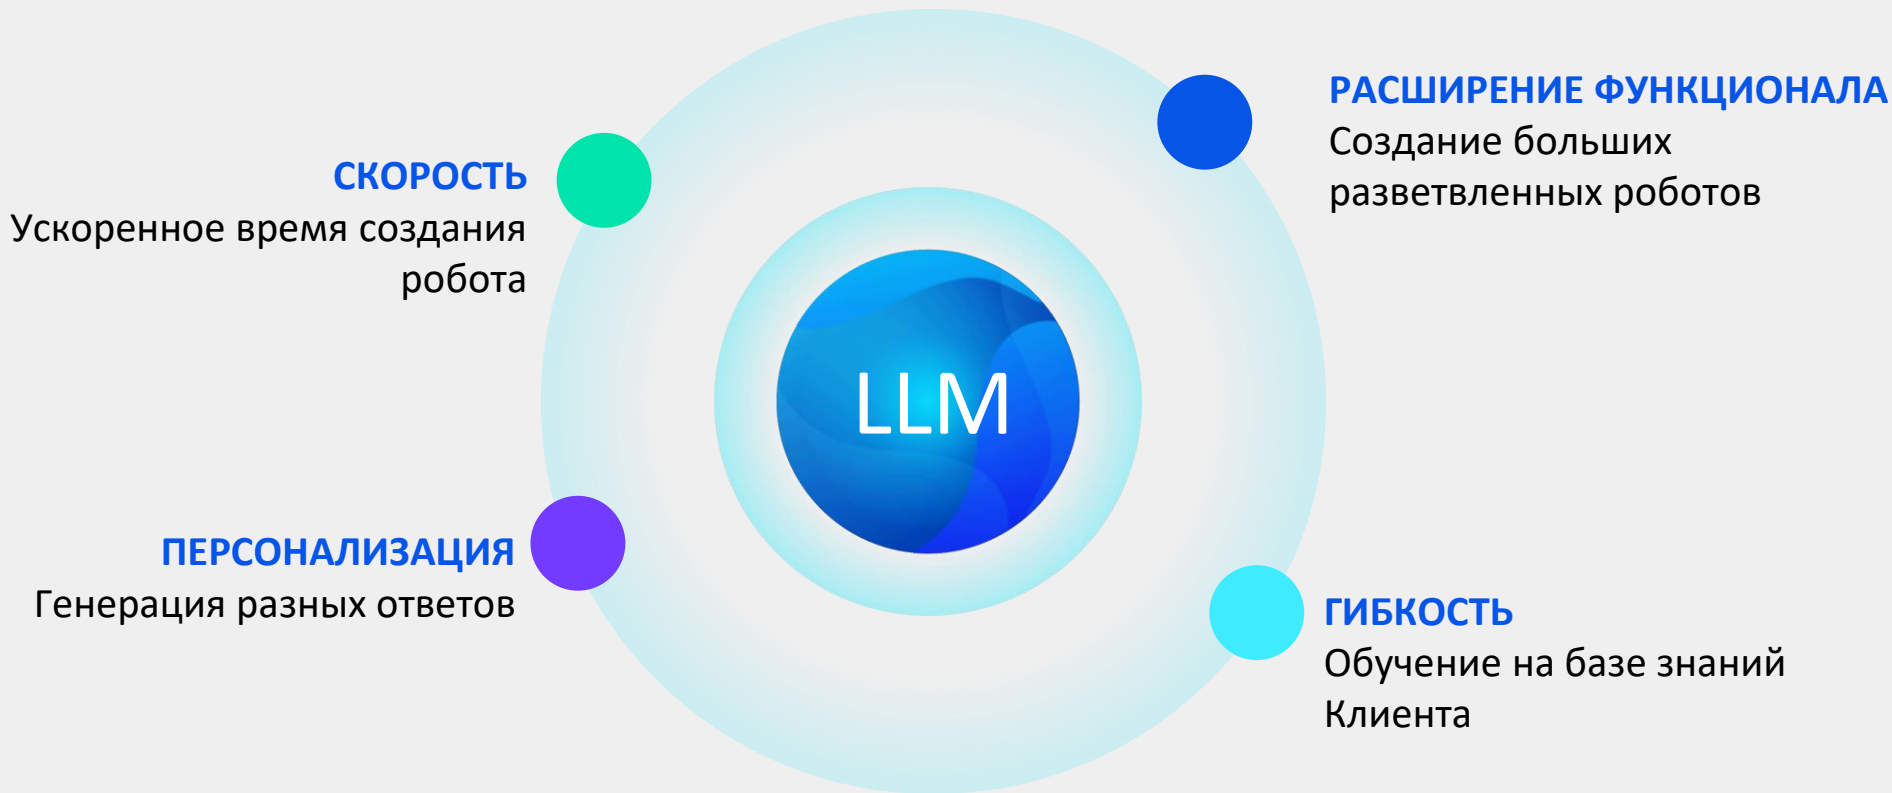 СКОРОСТЬ
Ускоренное время создания
робота
РАСШИРЕНИЕ ФУНКЦИОНАЛА
Создание больших
разветвленных роботов
LLM
ПЕРСОНАЛИЗАЦИЯ
Генерация разных ответов
ГИБКОСТЬ
Обучение на базе знаний
Клиента